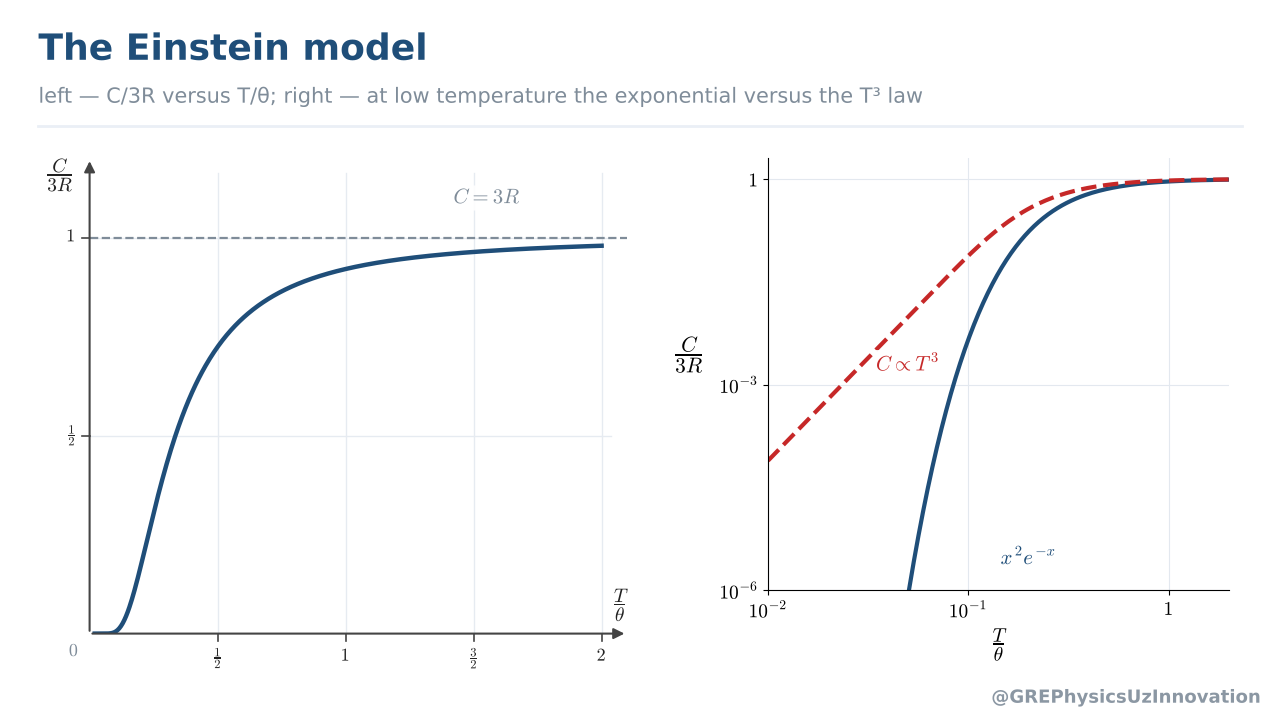 The Einstein model
left — C/3R versus T/θ; right — at low temperature the exponential versus the T³ law
C/3R
C = 3R
1
1/2
0
1/2
1
3/2
2
T/θ
C/3R
1
10⁻³
10⁻⁶
C ∝ T³
x²e⁻ˣ
10⁻²
10⁻¹
1
T/θ
@GREPhysicsUzInnovation